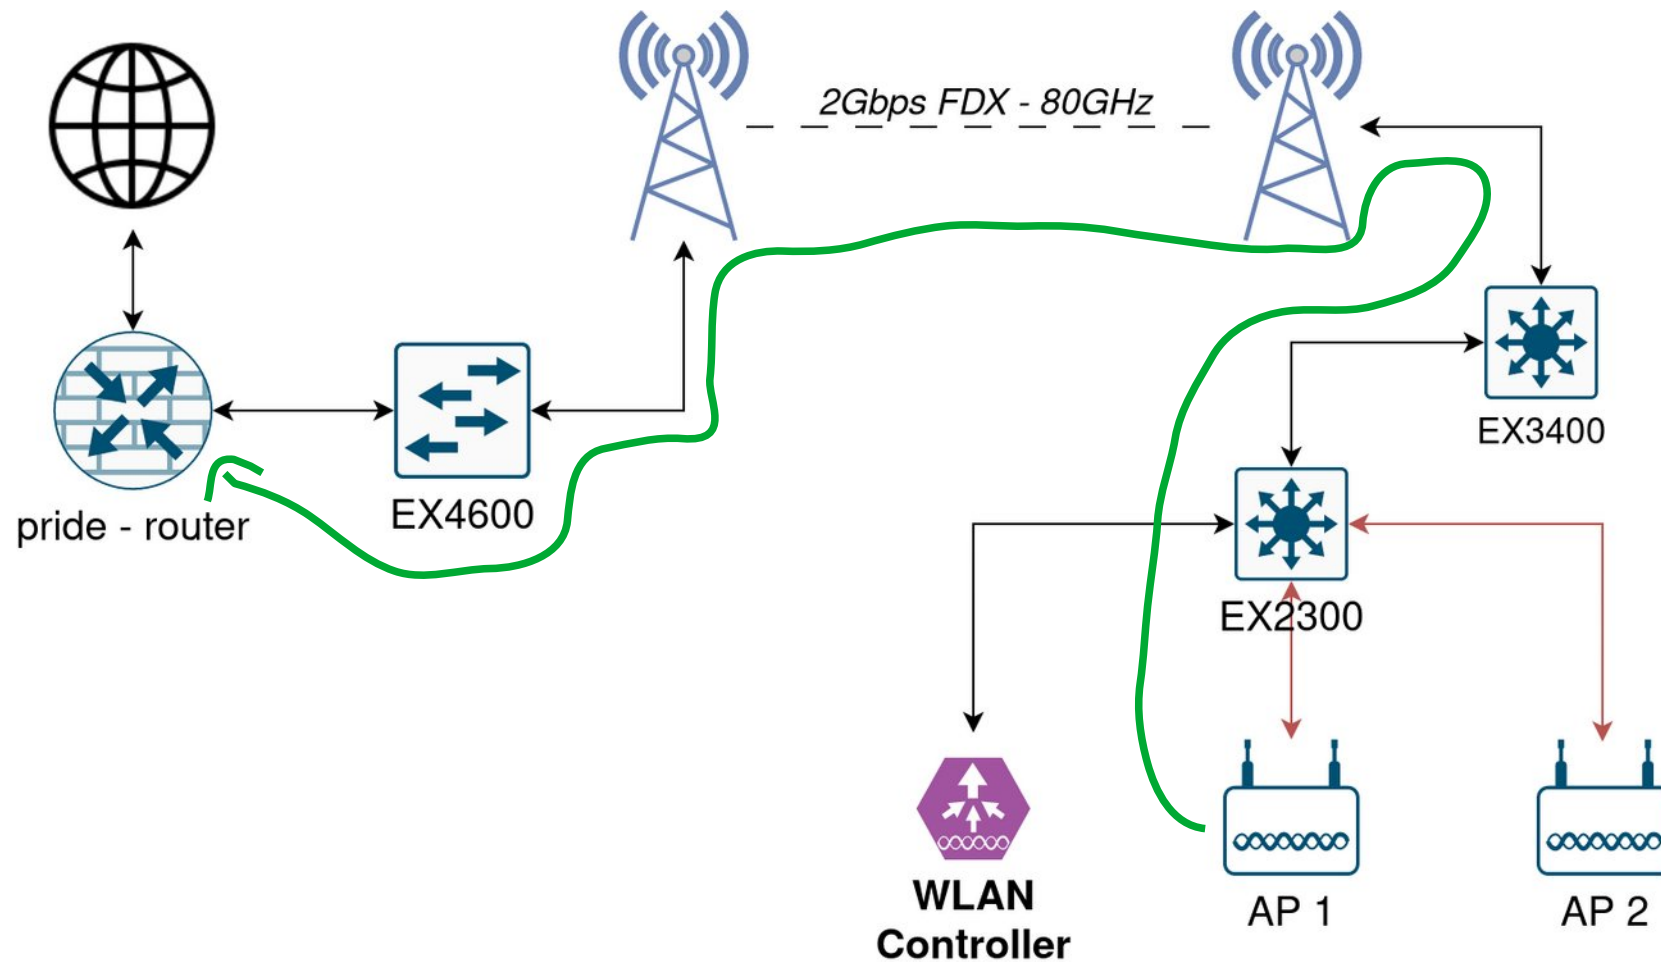 2Gbps FDX - 80GHz
EX3400
pride - router
EX4600
EX2300
WLAN
Controller
AP 1
AP 2